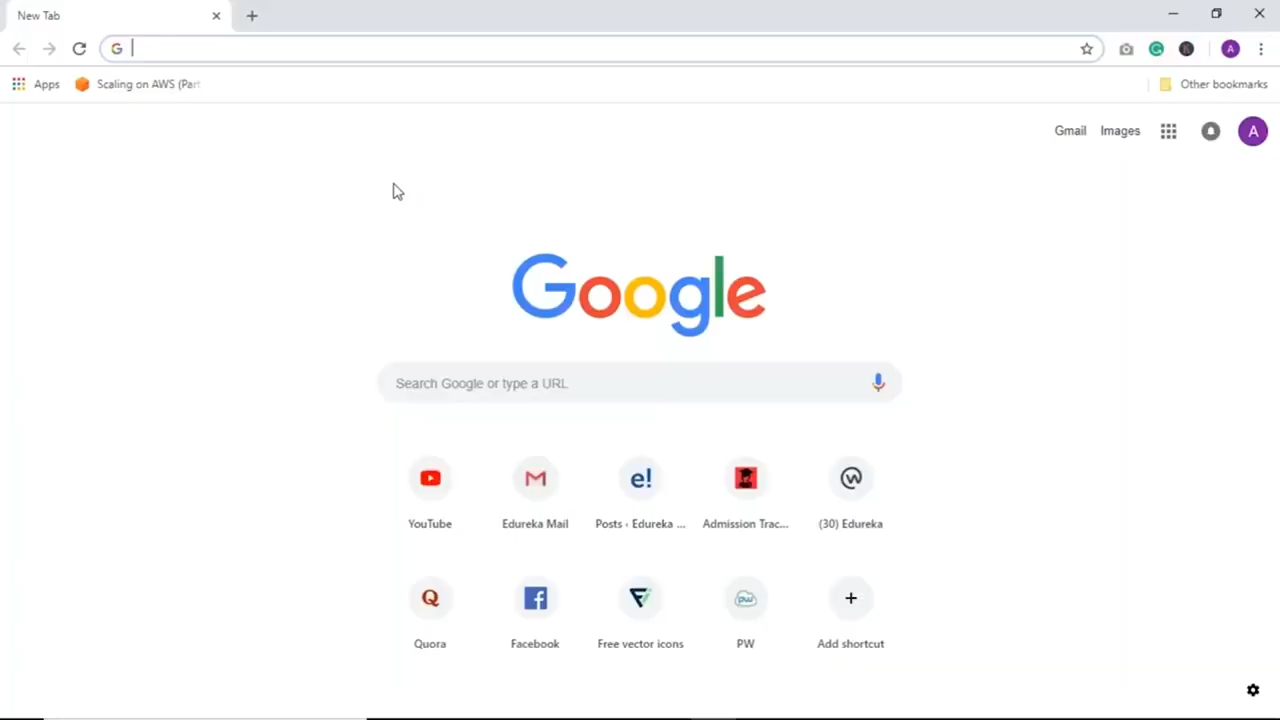 New Tab
Apps
Scaling on AWS (Part
Other bookmarks
A
Gmail
Images
A
Google
Search Google or type a URL
YouTube
Edureka Mail
Posts ‹ Edureka ...
Admission Trac...
(30) Edureka
Quora
Facebook
Free vector icons
PW
Add shortcut